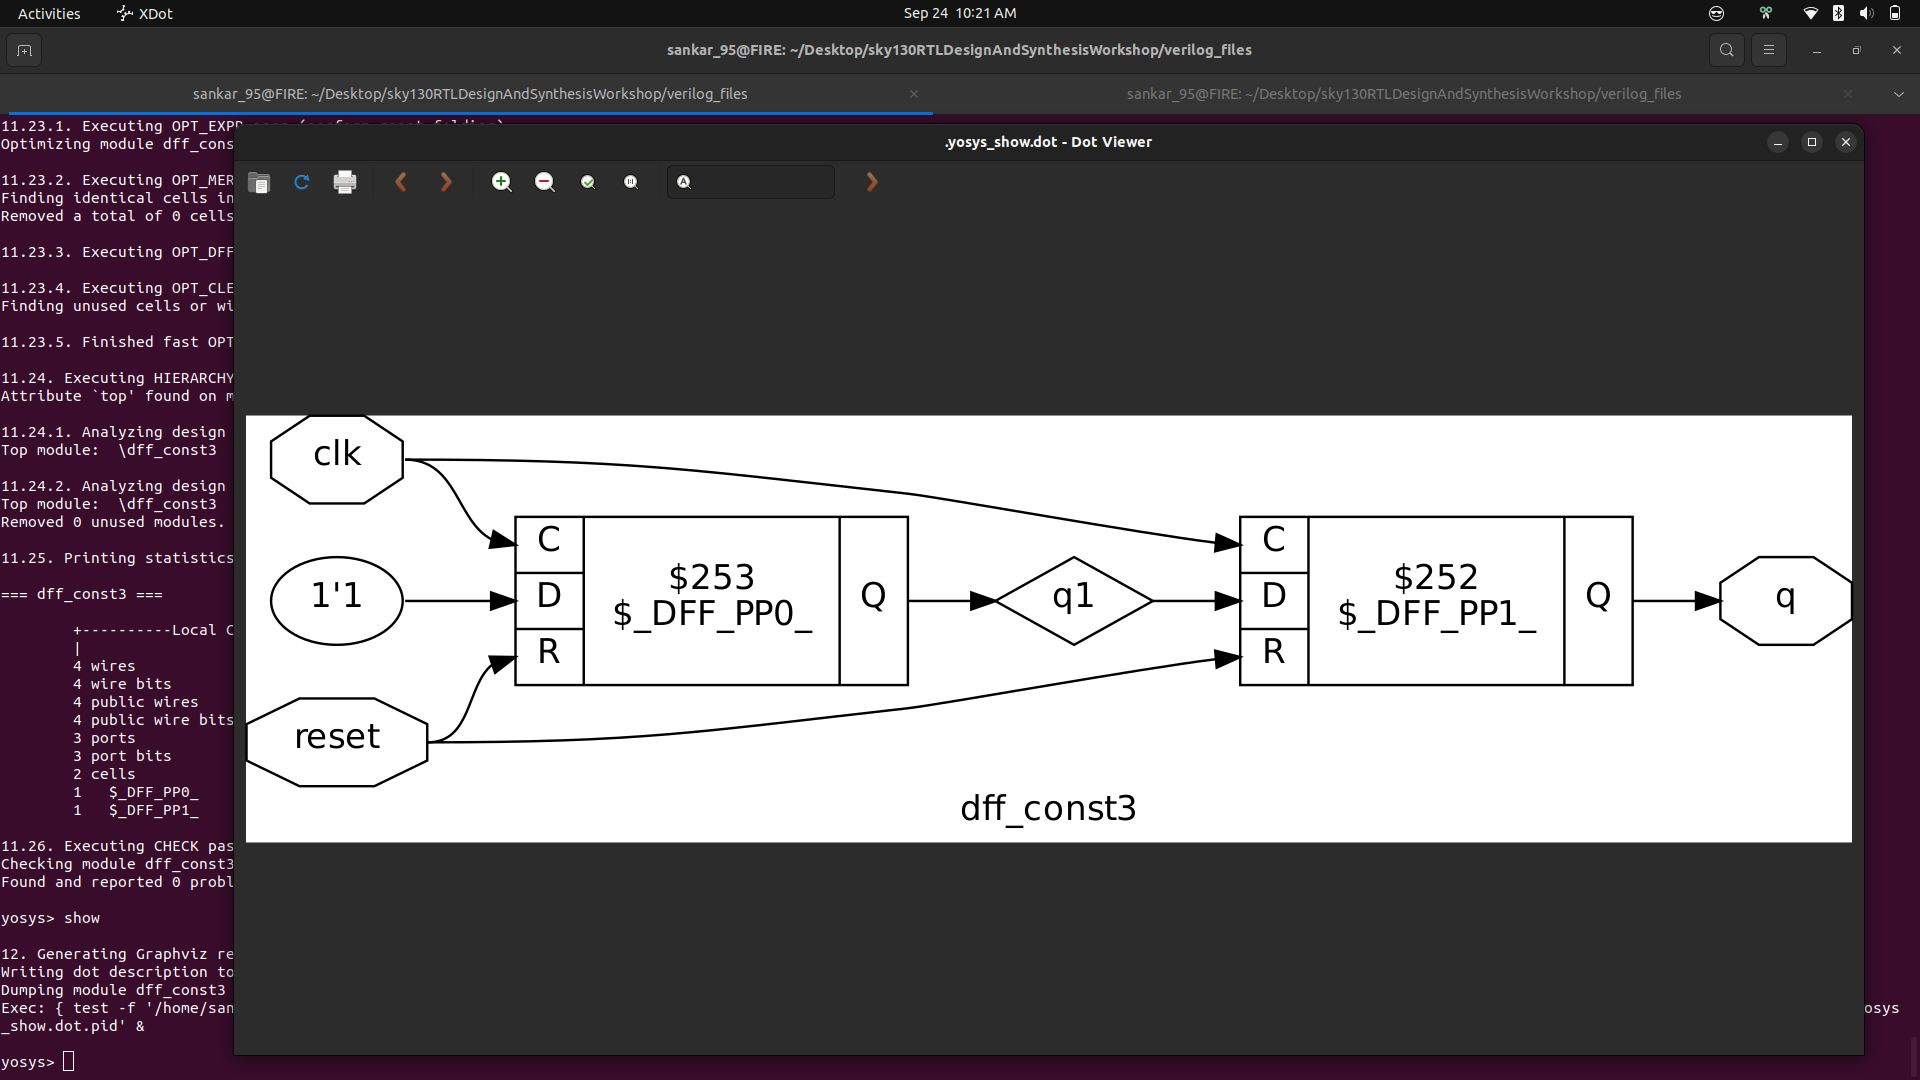 Activities
XDot
Sep 24 10:21 AM
sankar_95@FIRE: ~/Desktop/sky130RTLDesignAndSynthesisWorkshop/verilog_files
sankar_95@FIRE: ~/Desktop/sky130RTLDesignAndSynthesisWorkshop/verilog_files
sankar_95@FIRE: ~/Desktop/sky130RTLDesignAndSynthesisWorkshop/verilog_files
11.23.1. Executing OPT_EXPR pass (perform const folding)
Optimizing module dff_cons
11.23.2. Executing OPT_MER
Finding identical cells in
Removed a total of 0 cells
11.23.3. Executing OPT_DFF
11.23.4. Executing OPT_CLE
Finding unused cells or wi
11.23.5. Finished fast OPT
11.24. Executing HIERARCHY
Attribute `top' found on m
11.24.1. Analyzing design
Top module:  \dff_const3
11.24.2. Analyzing design
Top module:  \dff_const3
Removed 0 unused modules.
11.25. Printing statistics
=== dff_const3 ===
+----------Local C
|
4 wires
4 wire bits
4 public wires
4 public wire bits
3 ports
3 port bits
2 cells
1   $_DFF_PP0_
1   $_DFF_PP1_
11.26. Executing CHECK pas
Checking module dff_const3
Found and reported 0 probl
yosys> show
12. Generating Graphviz re
Writing dot description to
Dumping module dff_const3
Exec: { test -f '/home/san
osys
_show.dot.pid' &
yosys>
.yosys_show.dot - Dot Viewer
clk
1'1
reset
C
D
R
$253
$_DFF_PP0_
Q
q1
C
D
R
$252
$_DFF_PP1_
Q
q
dff_const3